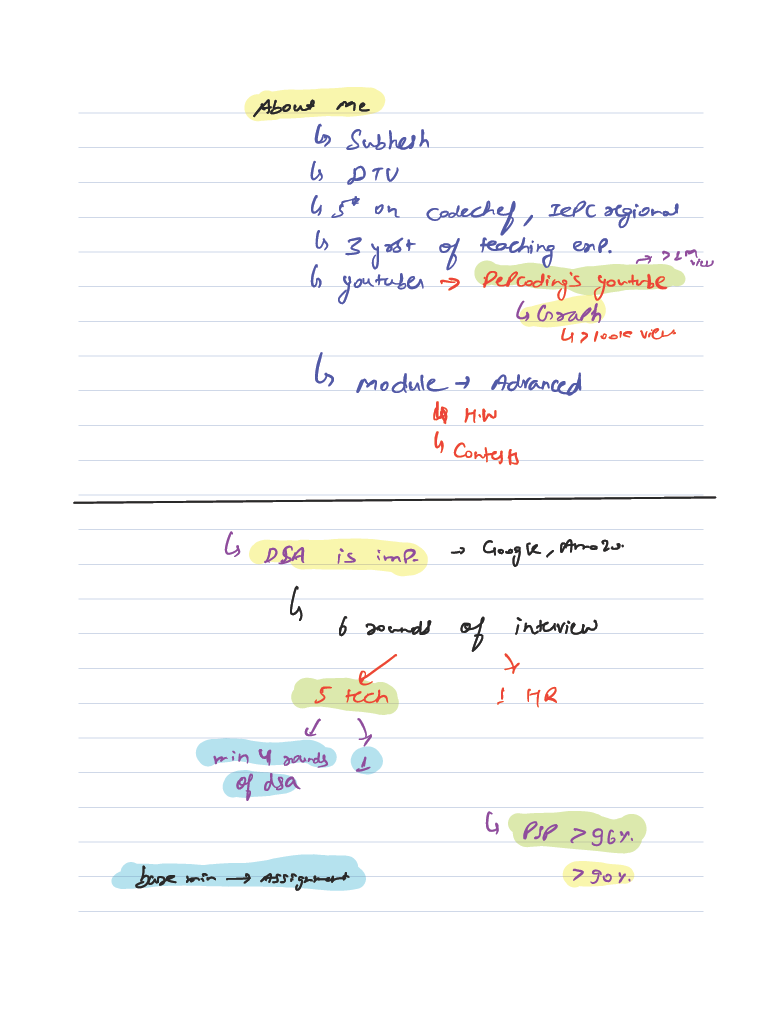 About me
↳ Subhesh
↳ DTU
↳ 5* on codechef, ICPC regional
↳ 3 yrs+ of teaching exp.
→ >1M view
↳ youtuber → Pepcoding's youtube
↳ Graph
↳ >100k view
↳ module → Advanced
↳ H.W
↳ Contests
↳ DSA is imp. → Google, Amazon
↳ 6 rounds of interview
5 tech 1 HR
min 4 rounds 1
of dsa
↳ PSP >96%.
base min → Assignment >90%.